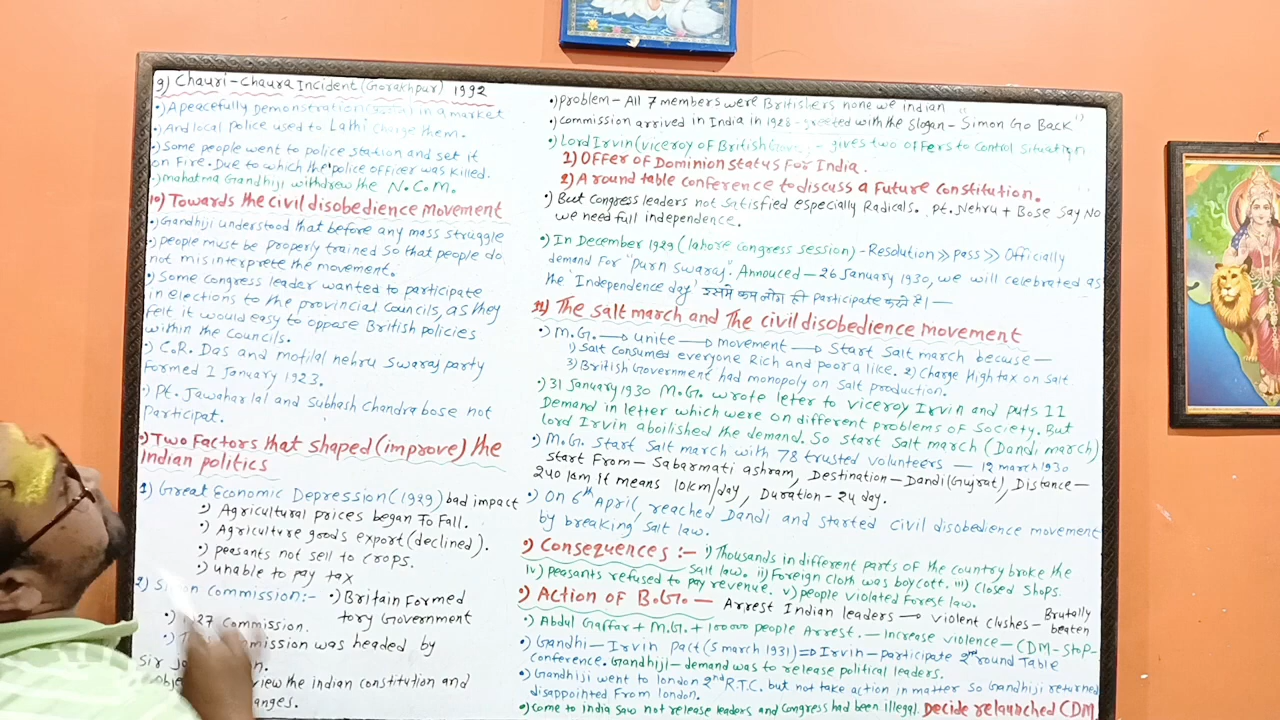 9) Chauri-Chaura Incident (Gorakhpur) 1992
•) A peacefully Demonstration in a market
•) And local Police used to Lathi Charge them.
•) Some people went to police station and set it
on Fire. Due to which the police officer was killed.
•) Mahatma Gandhiji withdrew the N.C.M.
10) Towards the civil disobedience Movement
•) Gandhiji understood that before any mass struggle
•) people must be properly trained so that people do
not misinterprete the movement.
•) Some Congress leader wanted to participate
in elections to the provincial Councils, as they
felt it would easy to oppose British policies
within the Councils.
•) C.R. Das and motilal nehru Swaraj party
Formed 1 January 1923.
•) Pt. Jawaharlal and Subhash Chandra bose not
Participat.
•) Two Factors that shaped (improve) the
Indian politics
1) Great Economic Depression (1929) bad impact
•) Agricultural prices began To Fall.
•) Agriculture goods export (declined).
•) peasants not sell to crops.
•) unable to pay tax
2) Simon commission:- •) Britain Formed
tory Government
•) 1927 commission.
•) commission was headed by
Sir
view the indian constitution and
anges.
•) problem - All 7 members were Britishers none we indian
•) commission arrived in India in 1928 - greeted with the slogan - "Simon Go Back"
•) Lord Irvin (viceroy of British - gives two offers to control situation
1) Offer of Dominion status For India.
2) A round table conference to discuss a Future constitution.
•) But Congress leaders not satisfied especially Radicals. Pt. Nehru + Bose Say No
we need full independence.
•) In December 1929 (lahore congress session) - Resolution >> pass >> Officially
demand For "purn swaraj". Annouced - 26 January 1930, we will celebrated as
the 'Independence day' इसमे कम लोग ही participate करते है। —
11) The salt march and The civil disobedience movement
•) M.G. → unite → movement → Start Salt march becuse —
1) Salt consumed everyone Rich and poor a like. 2) Charge High tax on Salt.
3) British Government had monopoly on Salt production.
•) 31 January 1930 M.G. wrote leter to viceroy Irvin and puts 11
Demand in letter which were on different problems of Society. But
Lord Irvin aboilished the demand. So start Salt march (Dandi march)
•) M.G. start Salt march with 78 trusted volunteers — 12 march 1930
Start From - Sabarmati ashram, Destination - Dandi (Gujrat), Distance -
240 km It means 10 km/day, Duration - 24 day.
•) On 6th April, reached Dandi and started civil disobedience movement
by breaking salt law.
•) Consequences :- i) Thousands in different parts of the country broke the
Salt law. ii) Foreign cloth was boycott. iii) Closed Shops.
iv) peasants refused to pay revenue. v) people violated Forest law.
•) Action of B.G. — Arrest Indian leaders → violent clushes - Brutally
beaten
•) Abdul Gaffar + M.G. + 100000 people Arrest. — Increase violence - CDM-Stop-
•) Gandhi - Irvin Pact (5 march 1931) ⇒ Irvin - participate 2nd round Table
conference. Gandhiji - demand was to release political leaders.
•) Gandhiji went to london 2nd R.T.C. but not take action in matter so Gandhiji returned
disappointed From london.
•) come to india saw not release leaders and Congress had been illegal. Decide relaunched CDM